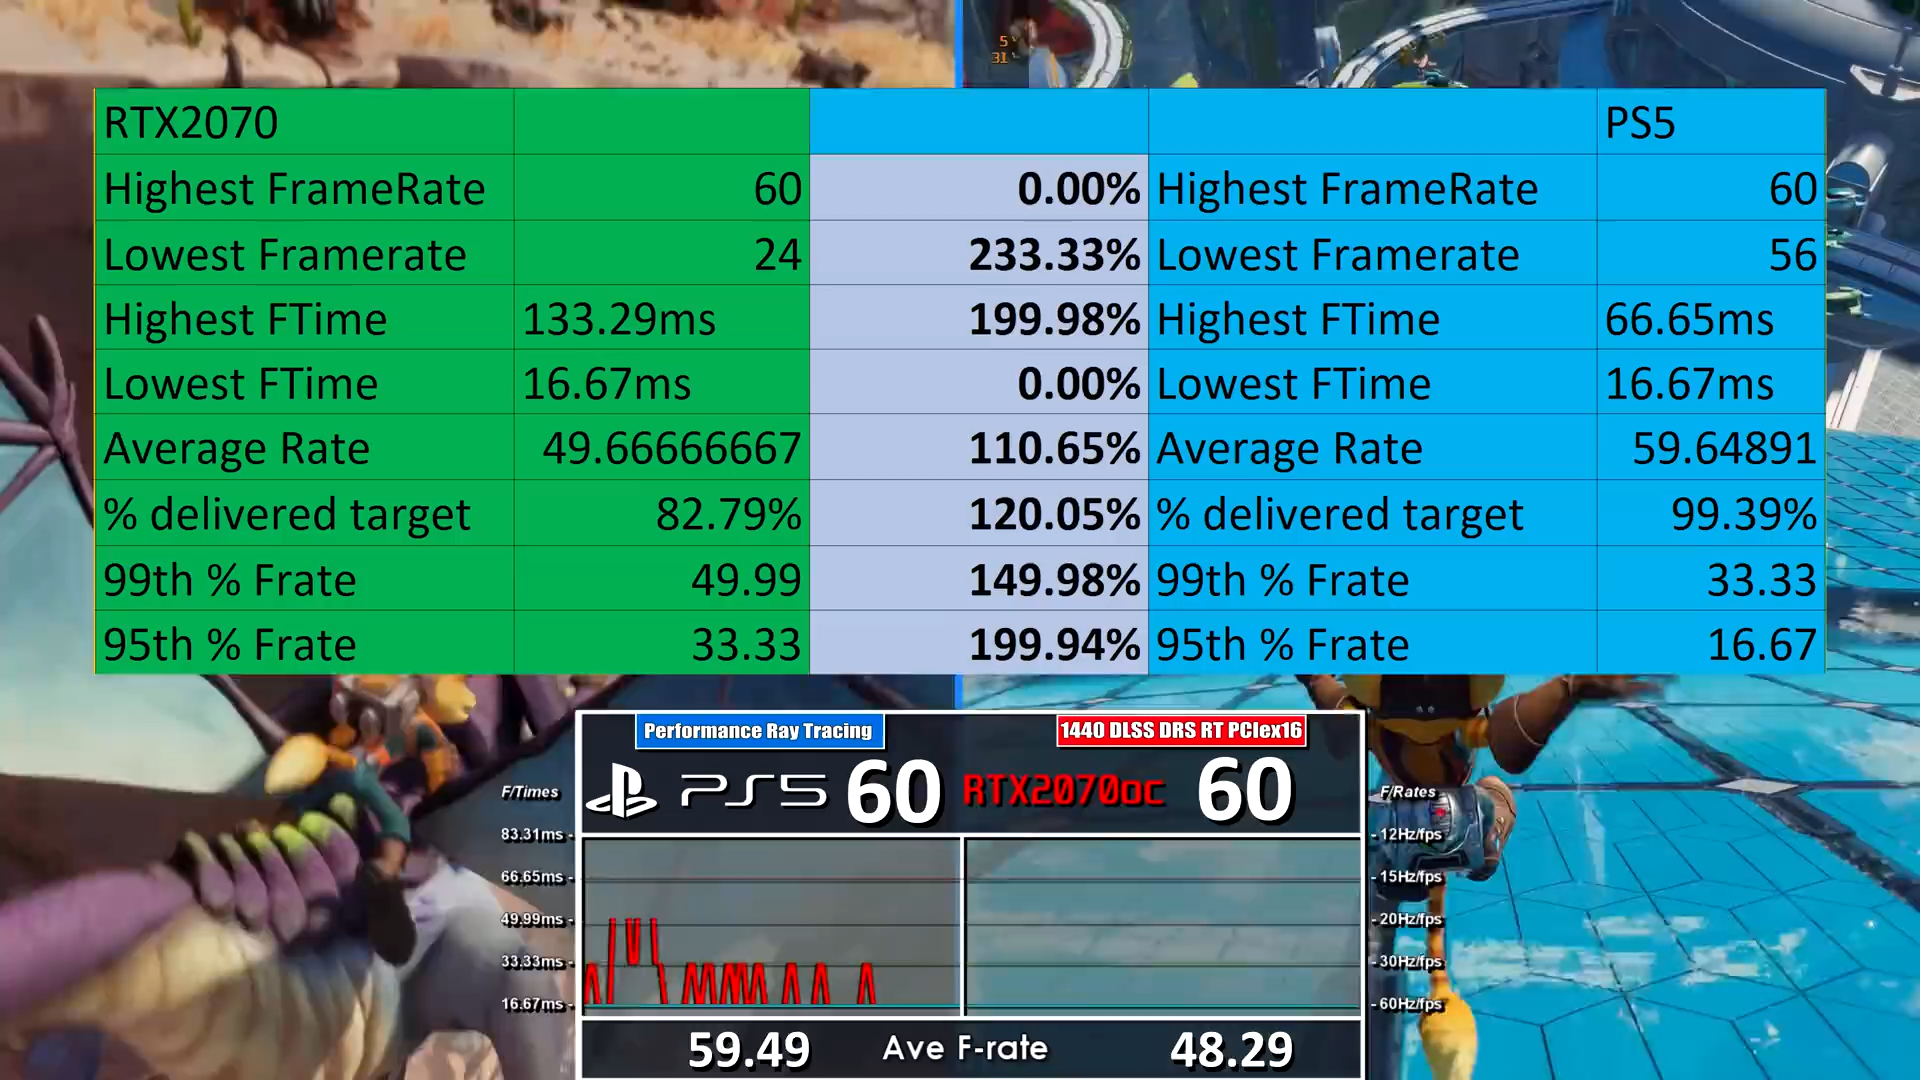 5
31
RTX2070 PS5
Highest FrameRate 60 0.00% Highest FrameRate 60
Lowest Framerate 24 233.33% Lowest Framerate 56
Highest FTime 133.29ms 199.98% Highest FTime 66.65ms
Lowest FTime 16.67ms 0.00% Lowest FTime 16.67ms
Average Rate 49.66666667 110.65% Average Rate 59.64891
% delivered target 82.79% 120.05% % delivered target 99.39%
99th % Frate 49.99 149.98% 99th % Frate 33.33
95th % Frate 33.33 199.94% 95th % Frate 16.67
Performance Ray Tracing 1440 DLSS DRS RT PCIex16
F/Times PS5 60 RTX2070OC 60 F/Rates
83.31ms - - 12Hz/fps
66.65ms - - 15Hz/fps
49.99ms - - 20Hz/fps
33.33ms - - 30Hz/fps
16.67ms - - 60Hz/fps
59.49 Ave F-rate 48.29